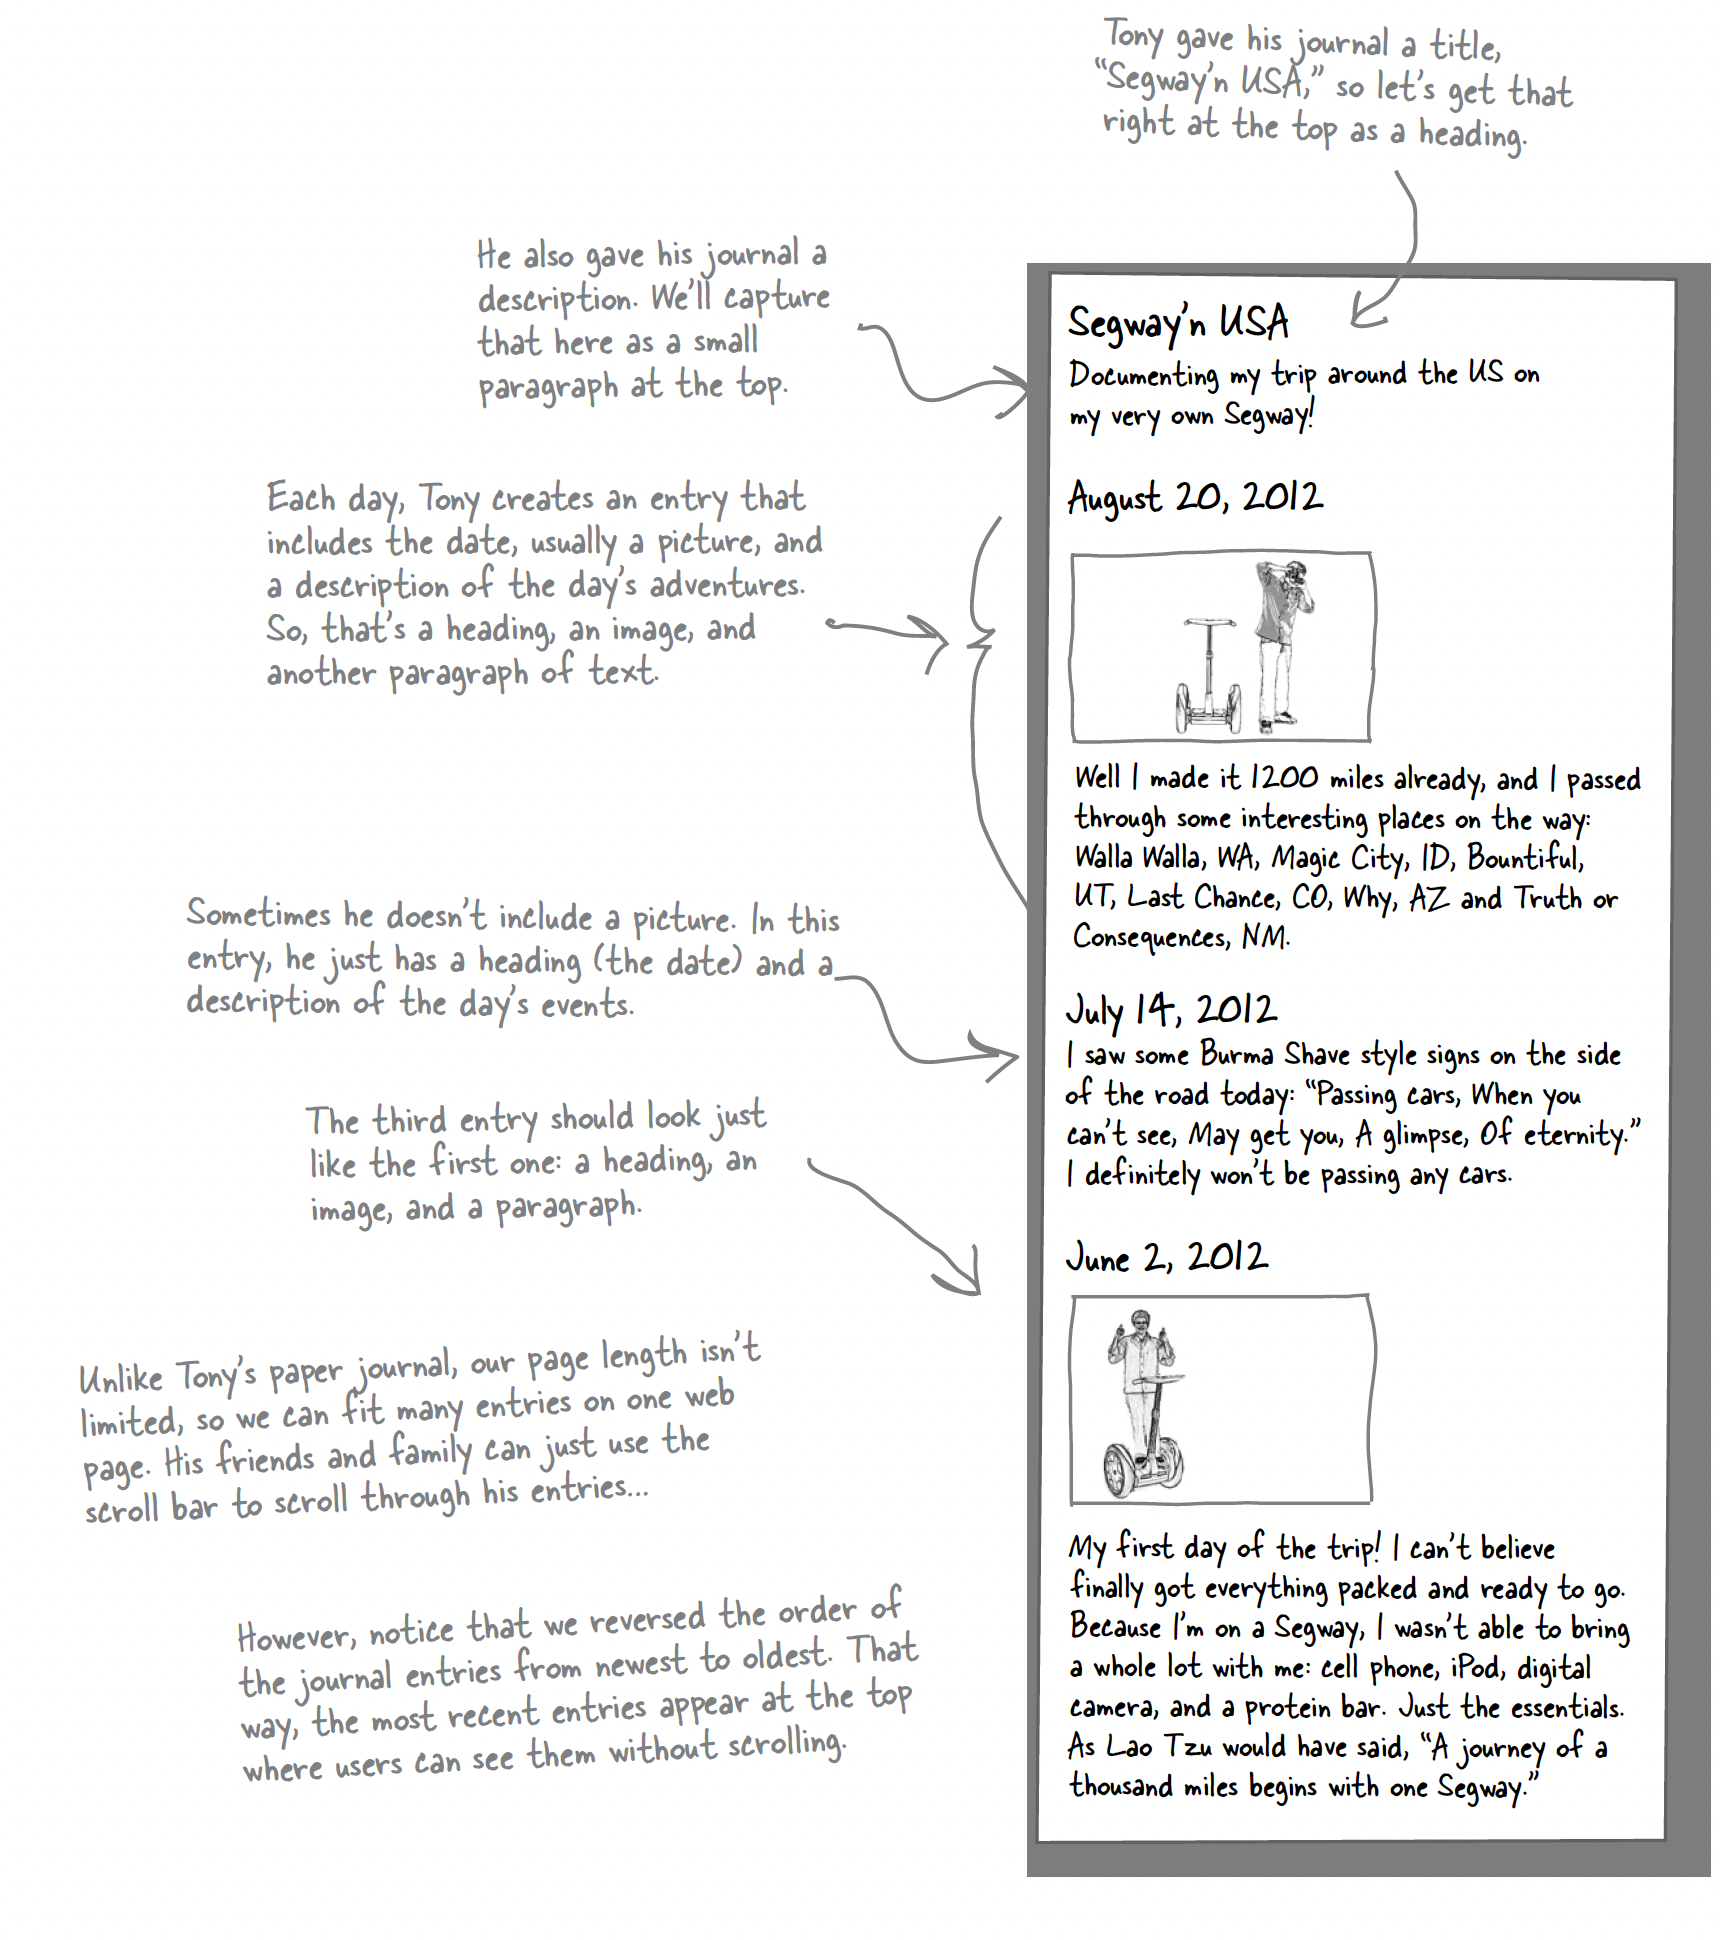 Tony gave his journal a title,
“Segway’n USA,” so let’s get that
right at the top as a heading.
He also gave his journal a
description. We’ll capture
that here as a small
paragraph at the top.
Each day, Tony creates an entry that
includes the date, usually a picture, and
a description of the day’s adventures.
So, that’s a heading, an image, and
another paragraph of text.
Sometimes he doesn’t include a picture. In this
entry, he just has a heading (the date) and a
description of the day’s events.
The third entry should look just
like the first one: a heading, an
image, and a paragraph.
Unlike Tony’s paper journal, our page length isn’t
limited, so we can fit many entries on one web
page. His friends and family can just use the
scroll bar to scroll through his entries...
However, notice that we reversed the order of
the journal entries from newest to oldest. That
way, the most recent entries appear at the top
where users can see them without scrolling.
Segway’n USA
Documenting my trip around the US on
my very own Segway!
August 20, 2012
Well I made it 1200 miles already, and I passed
through some interesting places on the way:
Walla Walla, WA, Magic City, ID, Bountiful,
UT, Last Chance, CO, Why, AZ and Truth or
Consequences, NM.
July 14, 2012
I saw some Burma Shave style signs on the side
of the road today: “Passing cars, When you
can’t see, May get you, A glimpse, Of eternity.”
I definitely won’t be passing any cars.
June 2, 2012
My first day of the trip! I can’t believe
finally got everything packed and ready to go.
Because I’m on a Segway, I wasn’t able to bring
a whole lot with me: cell phone, iPod, digital
camera, and a protein bar. Just the essentials.
As Lao Tzu would have said, “A journey of a
thousand miles begins with one Segway.”